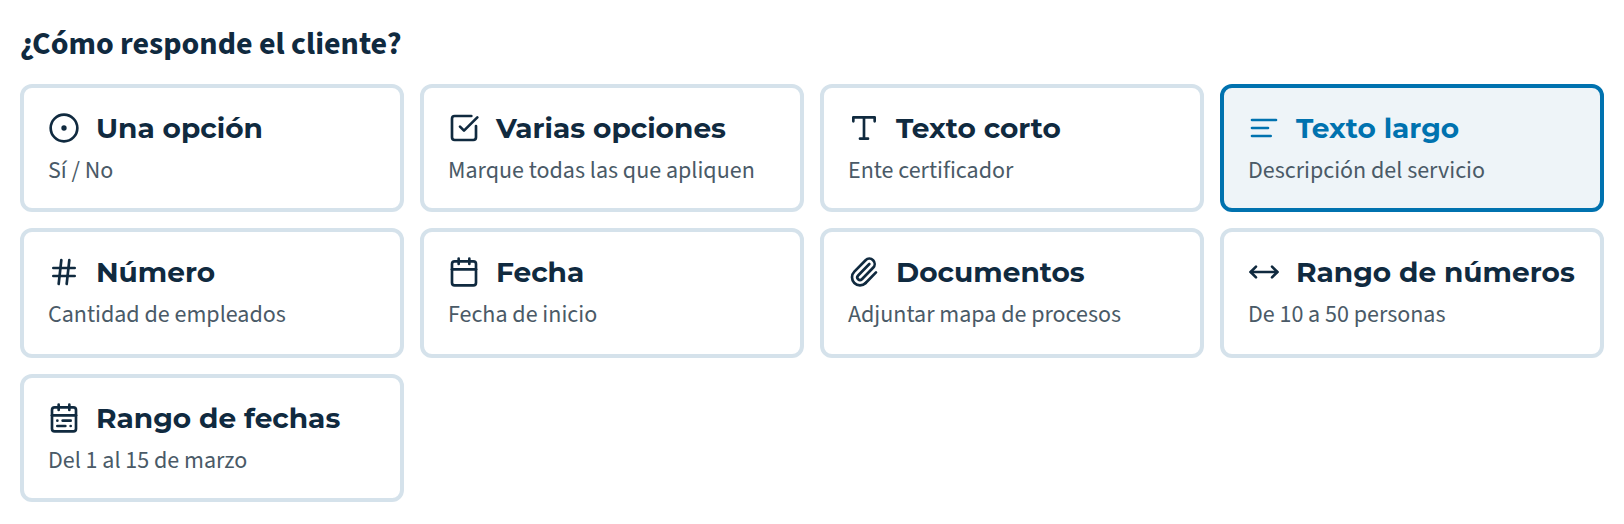 ¿Cómo responde el cliente?
Una opción
Sí / No
Varias opciones
Marque todas las que apliquen
Texto corto
Ente certificador
Texto largo
Descripción del servicio
Número
Cantidad de empleados
Fecha
Fecha de inicio
Documentos
Adjuntar mapa de procesos
Rango de números
De 10 a 50 personas
Rango de fechas
Del 1 al 15 de marzo